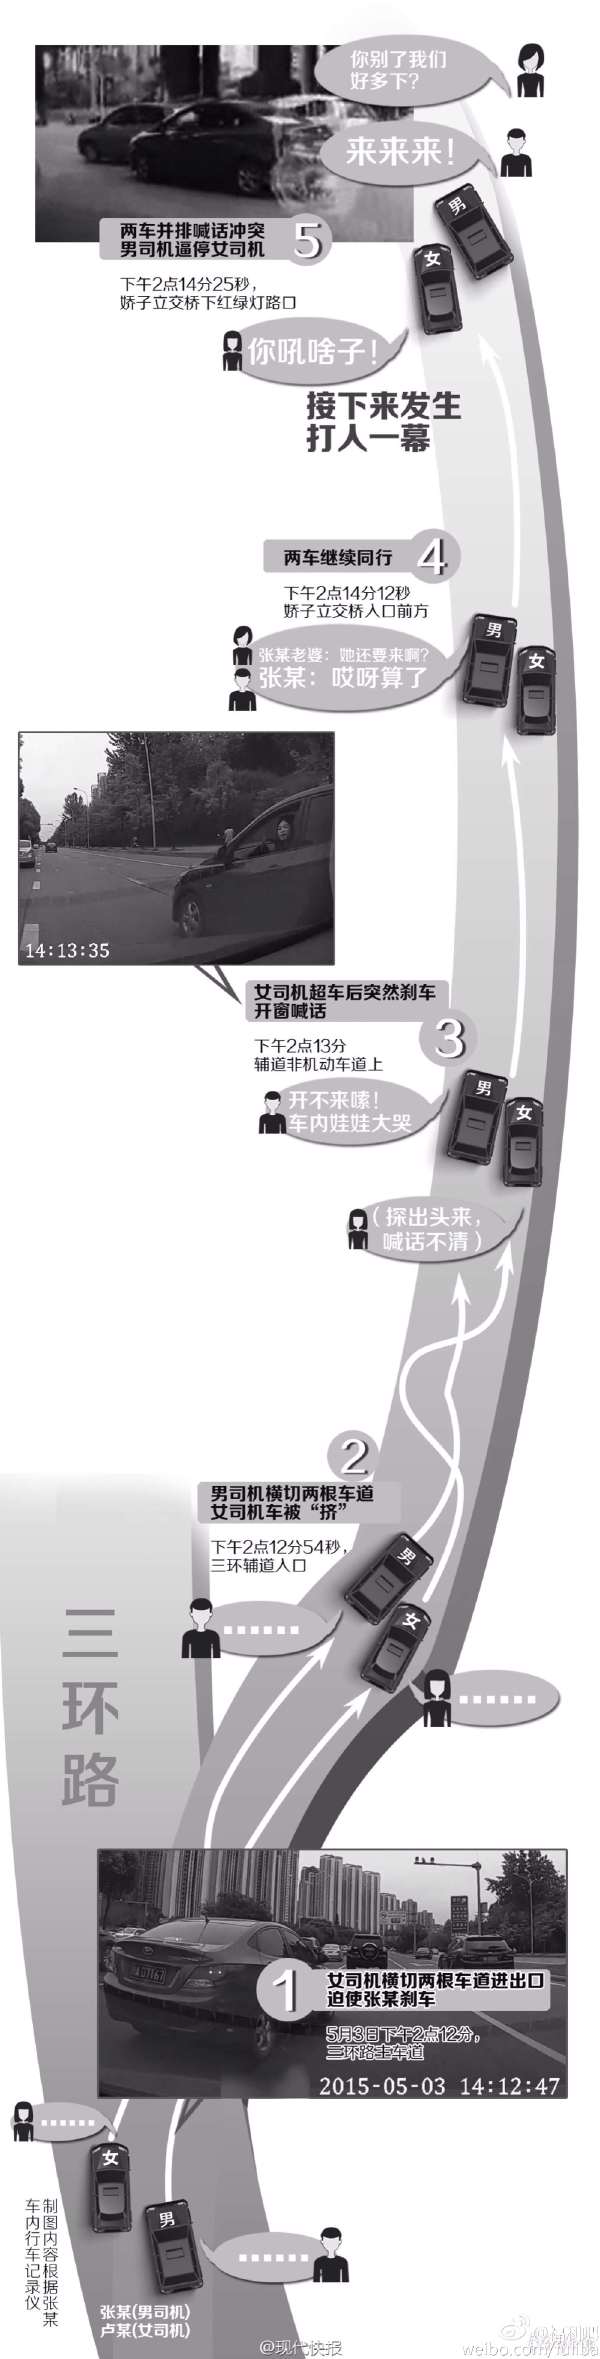 你别了我们
好多下?
来来来!
男
女
两车并排喊话冲突
男司机逼停女司机
5
下午2点14分25秒，
娇子立交桥下红绿灯路口
你吼啥子!
接下来发生
打人一幕
两车继续同行
4
下午2点14分12秒
娇子立交桥入口前方
张某老婆：她还要来啊?
张某：哎呀算了
男
女
14:13:35
女司机超车后突然刹车
开窗喊话
3
下午2点13分
辅道非机动车道上
开不来嗦!
车内娃娃大哭
男
女
(探出头来，
喊话不清)
2
男司机横切两根车道
女司机车被“挤”
下午2点12分54秒，
三环辅道入口
男
女
……
……
三环路
1
女司机横切两根车道进出口
迫使张某刹车
5月3日下午2点12分，
三环路主车道
2015-05-03 14:12:47
……
女
男
……
制图内容根据张某
车内行车记录仪
张某(男司机)
卢某(女司机)
@现代快报
weibo.com/fuliba